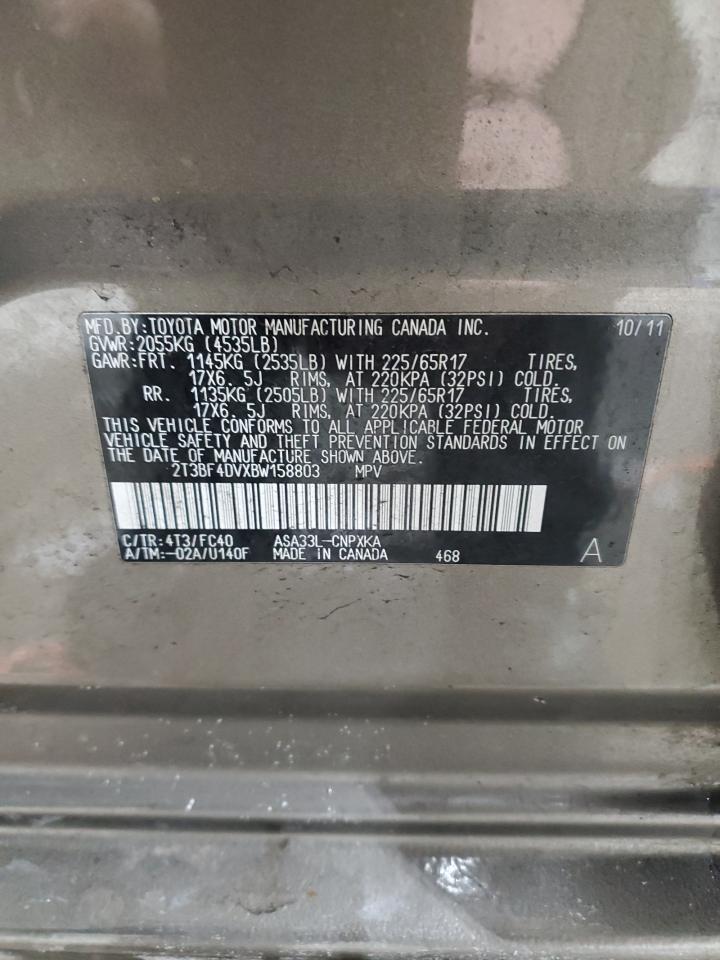 MFD.BY:TOYOTA MOTOR MANUFACTURING CANADA INC. 10/11
GVWR:2055KG (4535LB)
GAWR:FRT. 1145KG (2535LB) WITH 225/65R17 TIRES,
17X6.5J RIMS, AT 220KPA (32PSI) COLD.
RR. 1135KG (2505LB) WITH 225/65R17 TIRES,
17X6.5J RIMS, AT 220KPA (32PSI) COLD.
THIS VEHICLE CONFORMS TO ALL APPLICABLE FEDERAL MOTOR
VEHICLE SAFETY AND THEFT PREVENTION STANDARDS IN EFFECT ON
THE DATE OF MANUFACTURE SHOWN ABOVE.
2T3BF4DVXBW158803 MPV
C/TR:4T3/FC40 ASA33L-CNPXKA
A/TM:-02A/U140F MADE IN CANADA 468 A